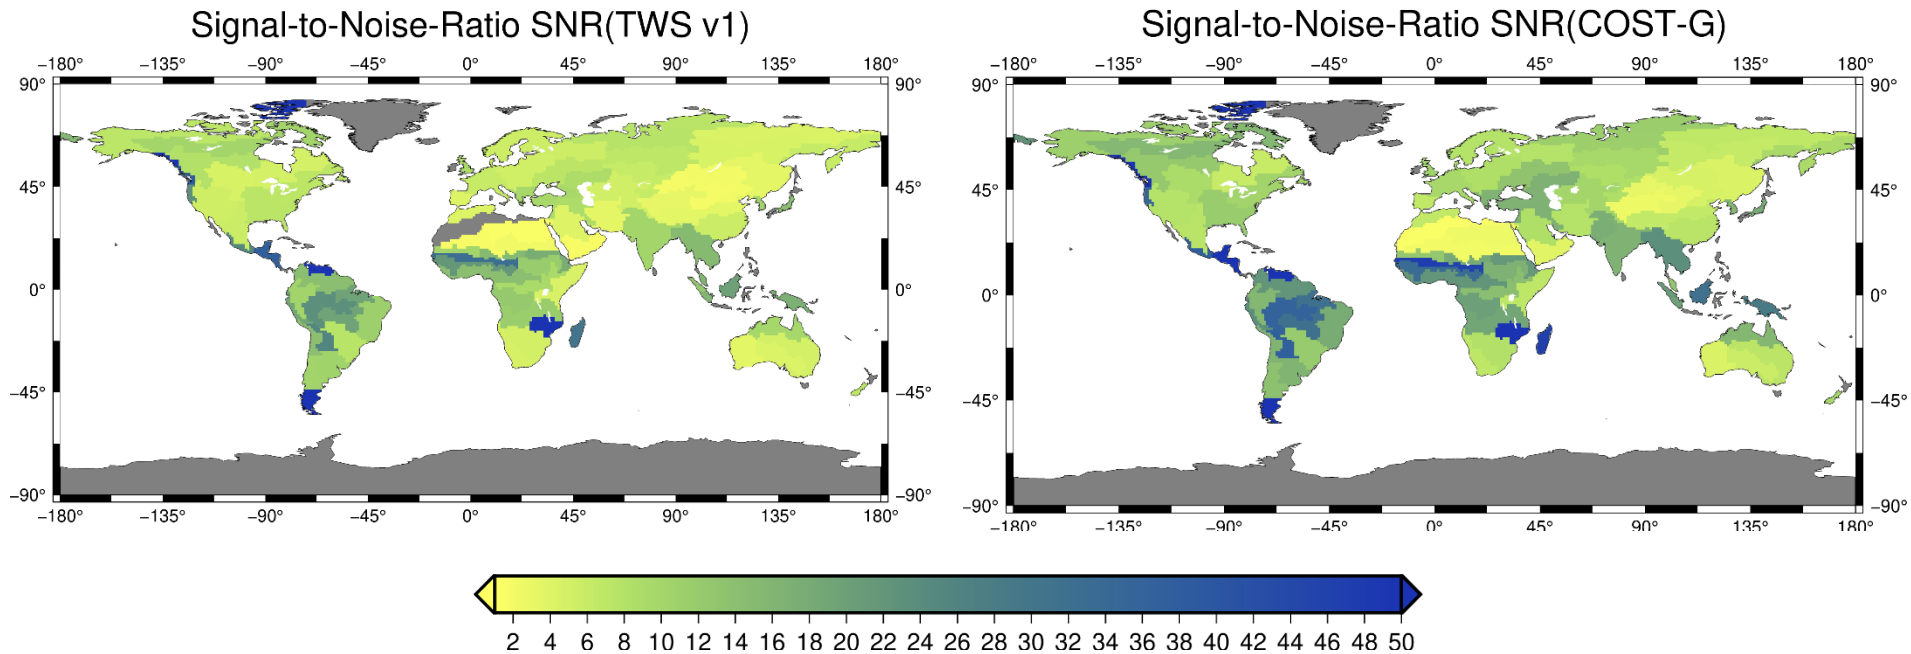 Signal-to-Noise-Ratio SNR(TWS v1)
−180° −135° −90° −45° 0° 45° 90° 135° 180°
90° 90°
45° 45°
0° 0°
−45° −45°
−90° −90°
−180° −135° −90° −45° 0° 45° 90° 135° 180°
Signal-to-Noise-Ratio SNR(COST-G)
−180° −135° −90° −45° 0° 45° 90° 135° 180°
90° 90°
45° 45°
0° 0°
−45° −45°
−90° −90°
−180° −135° −90° −45° 0° 45° 90° 135° 180°
2 4 6 8 10 12 14 16 18 20 22 24 26 28 30 32 34 36 38 40 42 44 46 48 50